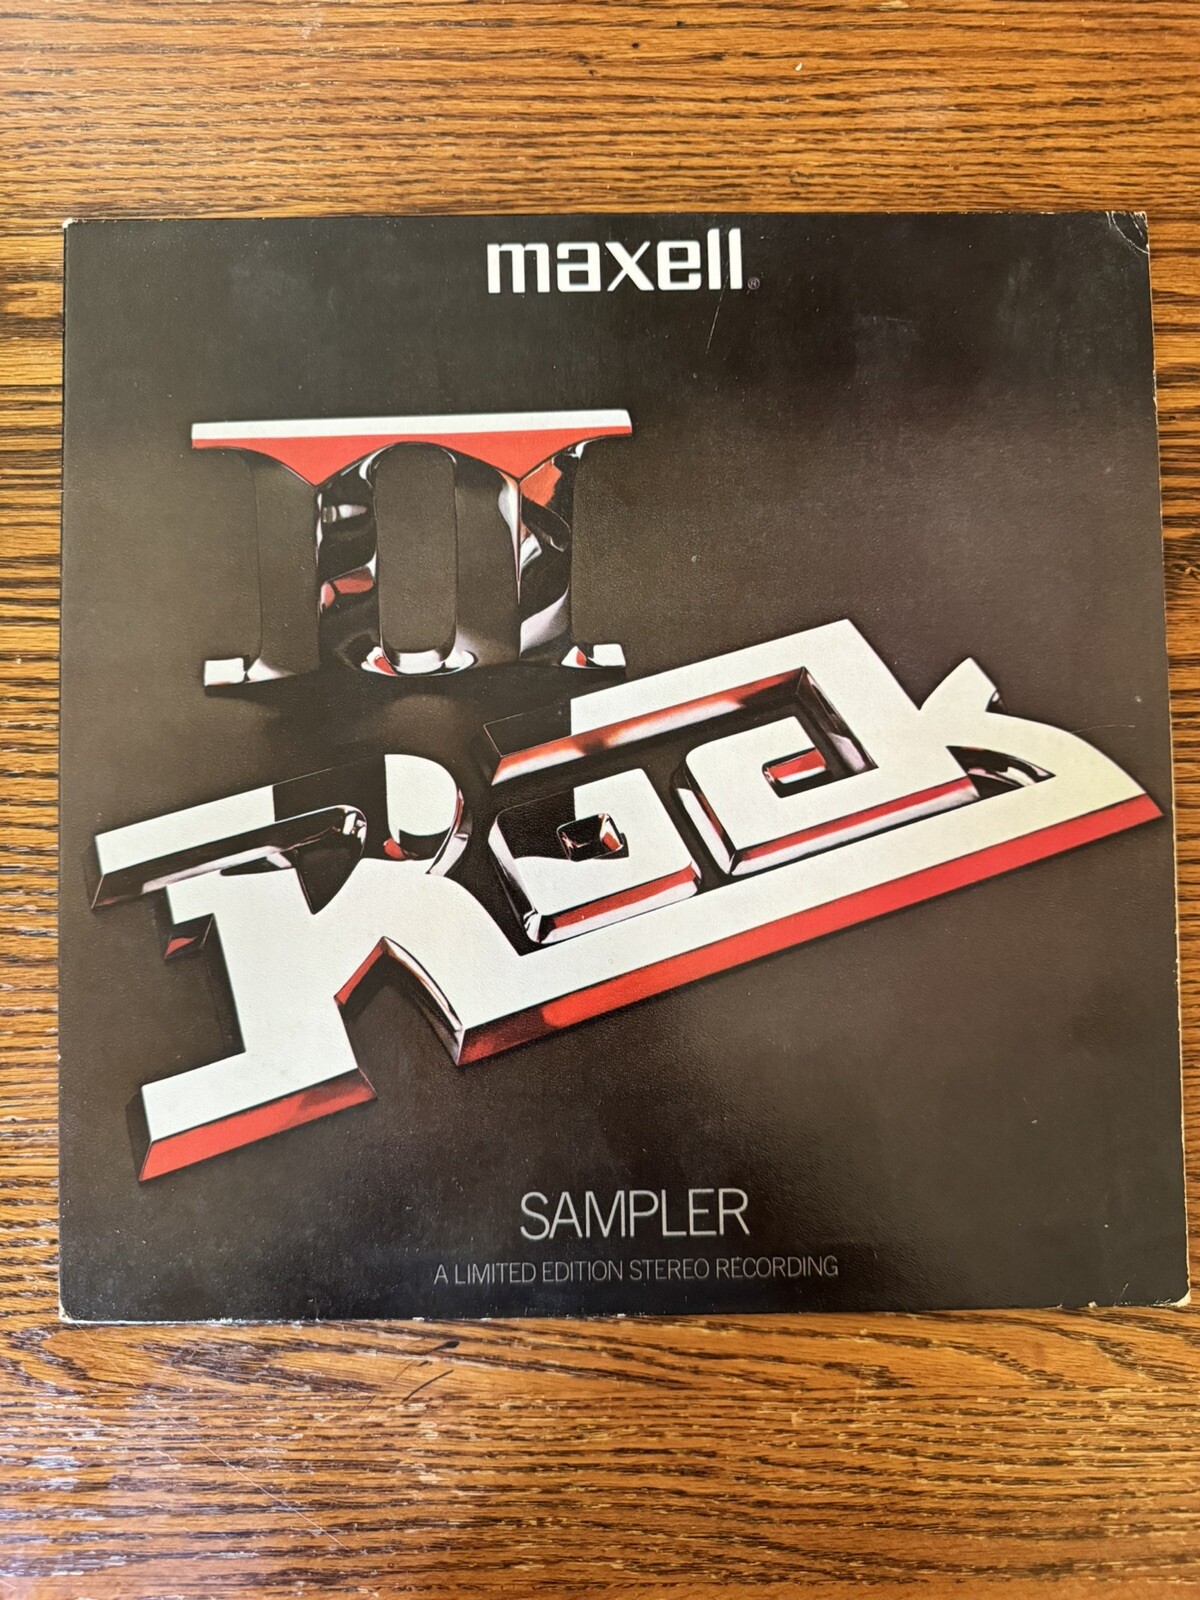 maxell®
II
Rock
SAMPLER
A LIMITED EDITION STEREO RECORDING